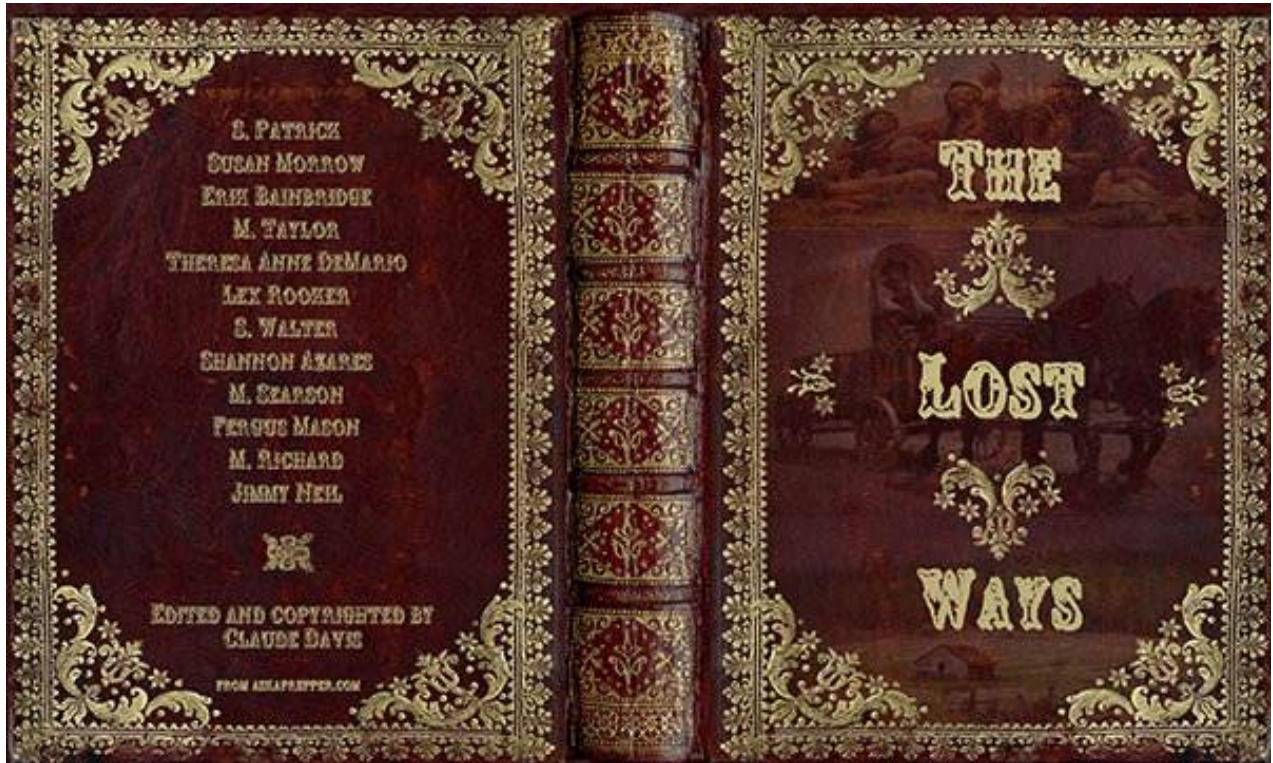 S. Patrick
Susan Morrow
Erik Bainbridge
M. Taylor
Theresa Anne DeMario
Lex Rooker
S. Walter
Shannon Azares
M. Searson
Fergus Mason
M. Richard
Jimmy Neil
Edited and copyrighted by
Claude Davis
from askaprepper.com
The
Lost
Ways